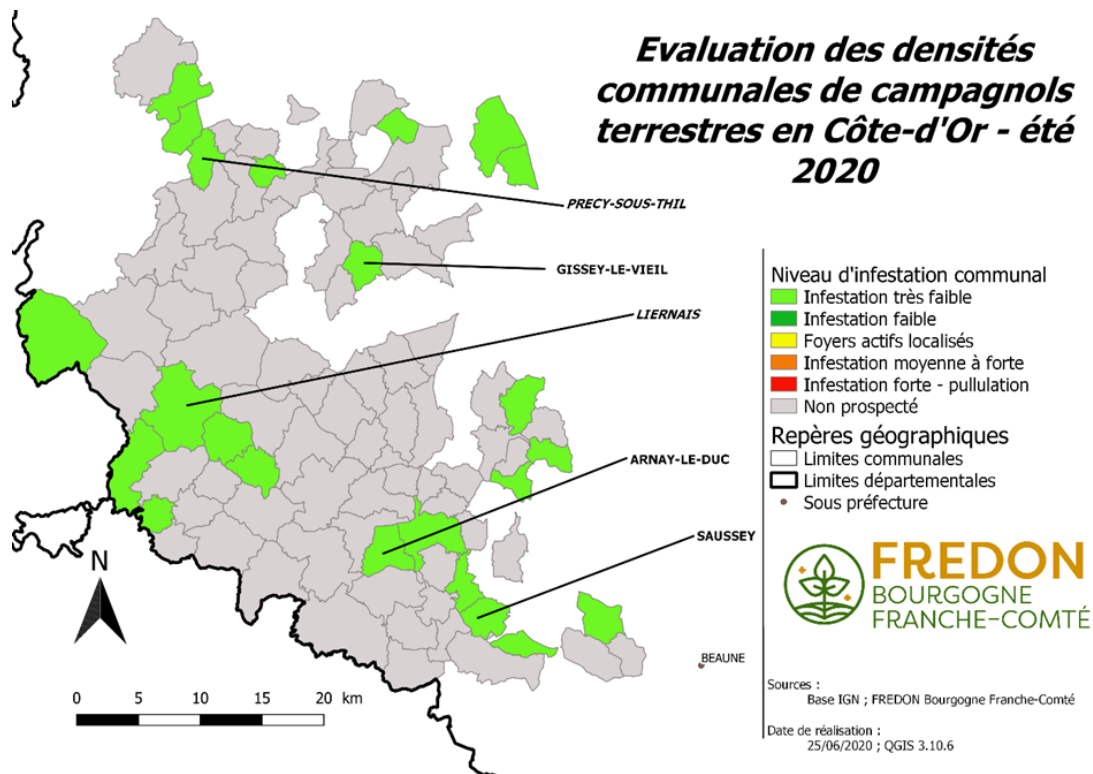 Evaluation des densités
communales de campagnols
terrestres en Côte-d'Or - été
2020
PRECY-SOUS-THIL
GISSEY-LE-VIEIL
LIERNAIS
ARNAY-LE-DUC
SAUSSEY
BEAUNE
Niveau d'infestation communal
Infestation très faible
Infestation faible
Foyers actifs localisés
Infestation moyenne à forte
Infestation forte - pullulation
Non prospecté
Repères géographiques
Limites communales
Limites départementales
Sous préfecture
FREDON
BOURGOGNE
FRANCHE-COMTÉ
N
0 5 10 15 20 km
Sources :
Base IGN ; FREDON Bourgogne Franche-Comté
Date de réalisation :
25/06/2020 ; QGIS 3.10.6